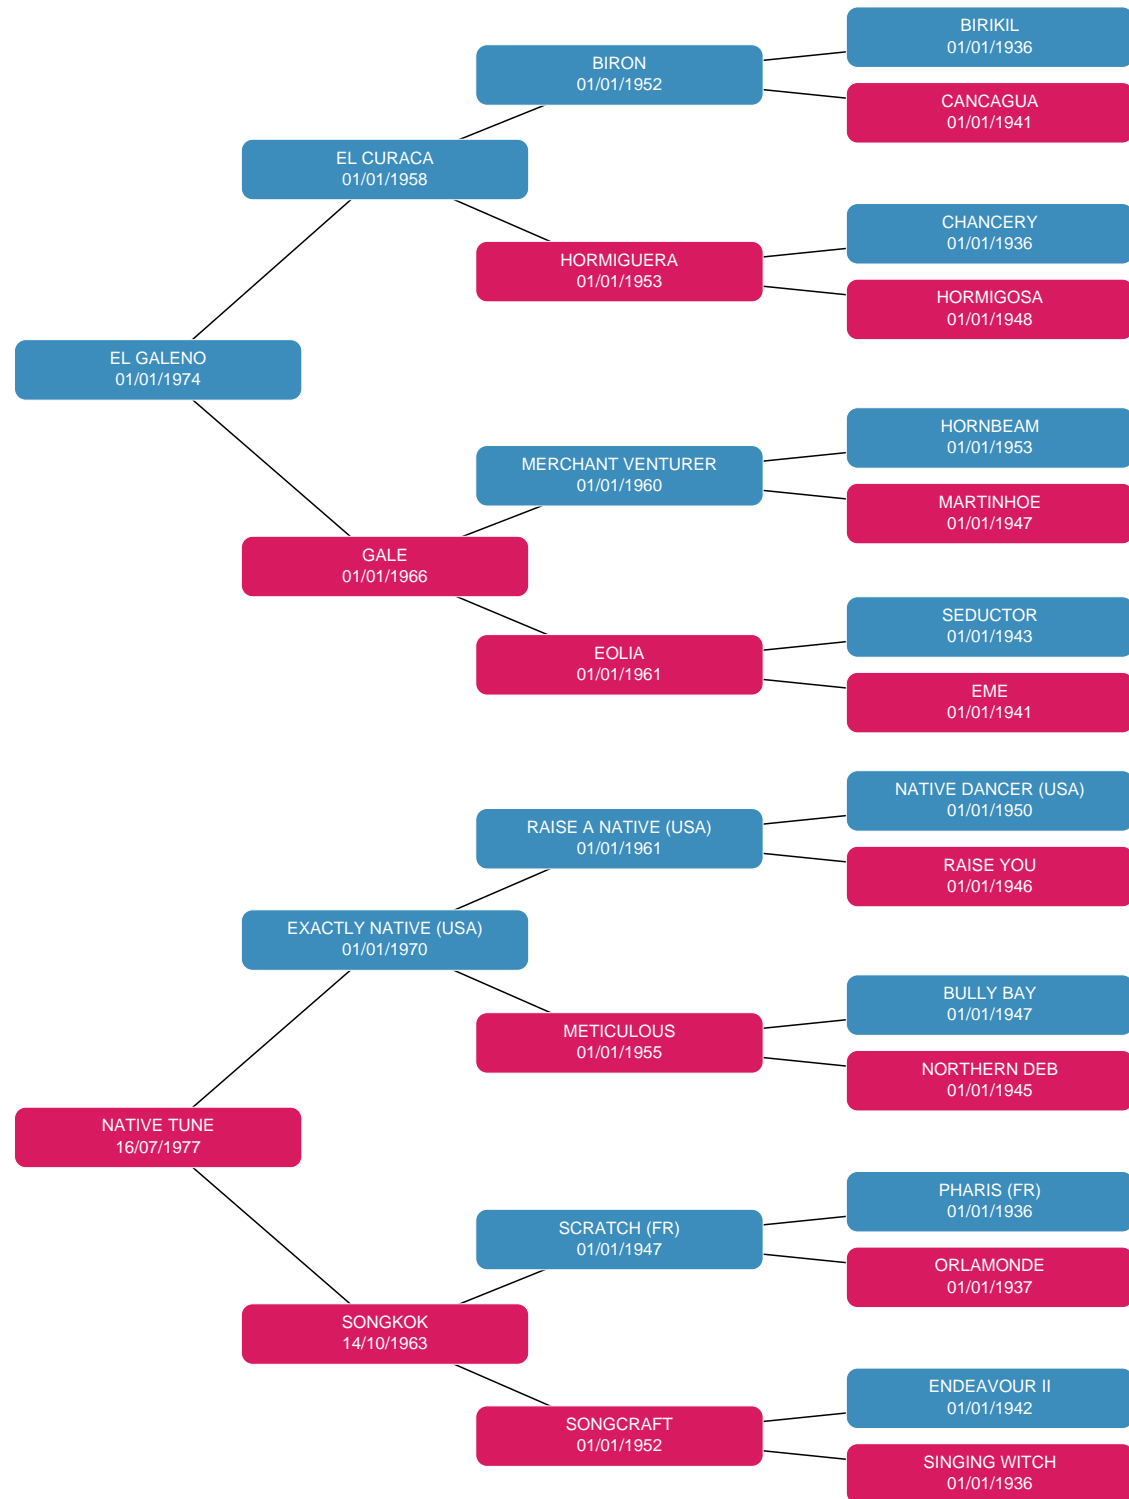 BIRIKIL
01/01/1936
BIRON
01/01/1952
CANCAGUA
01/01/1941
EL CURACA
01/01/1958
CHANCERY
01/01/1936
HORMIGUERA
01/01/1953
HORMIGOSA
01/01/1948
EL GALENO
01/01/1974
HORNBEAM
01/01/1953
MERCHANT VENTURER
01/01/1960
MARTINHOE
01/01/1947
GALE
01/01/1966
SEDUCTOR
01/01/1943
EOLIA
01/01/1961
EME
01/01/1941
NATIVE DANCER (USA)
01/01/1950
RAISE A NATIVE (USA)
01/01/1961
RAISE YOU
01/01/1946
EXACTLY NATIVE (USA)
01/01/1970
BULLY BAY
01/01/1947
METICULOUS
01/01/1955
NORTHERN DEB
01/01/1945
NATIVE TUNE
16/07/1977
PHARIS (FR)
01/01/1936
SCRATCH (FR)
01/01/1947
ORLAMONDE
01/01/1937
SONGKOK
14/10/1963
ENDEAVOUR II
01/01/1942
SONGCRAFT
01/01/1952
SINGING WITCH
01/01/1936